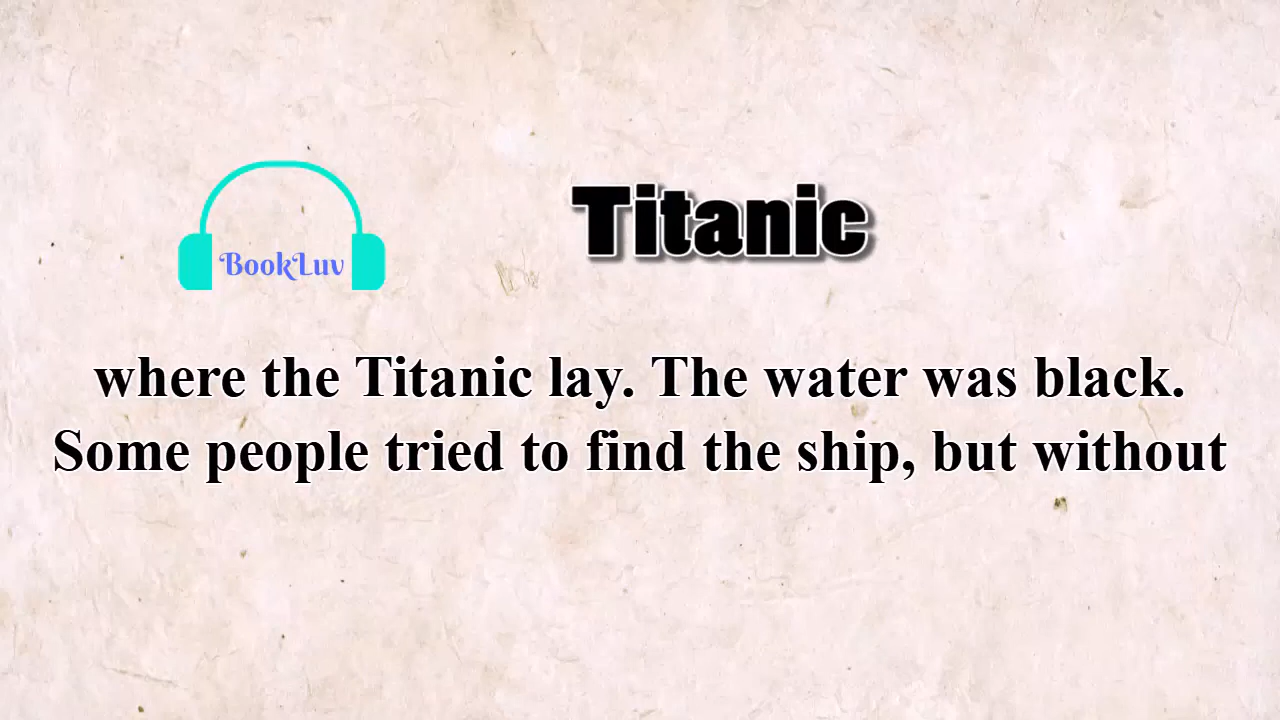 BookLuv
Titanic
where the Titanic lay. The water was black.
Some people tried to find the ship, but without